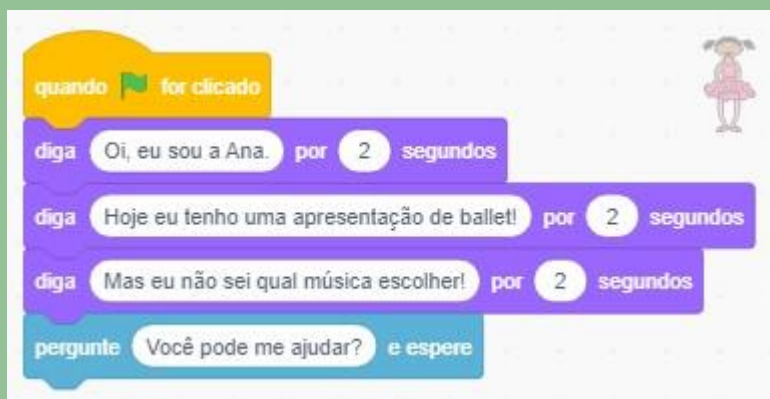 quando for clicado
diga Oi, eu sou a Ana. por 2 segundos
diga Hoje eu tenho uma apresentação de ballet! por 2 segundos
diga Mas eu não sei qual música escolher! por 2 segundos
pergunte Você pode me ajudar? e espere